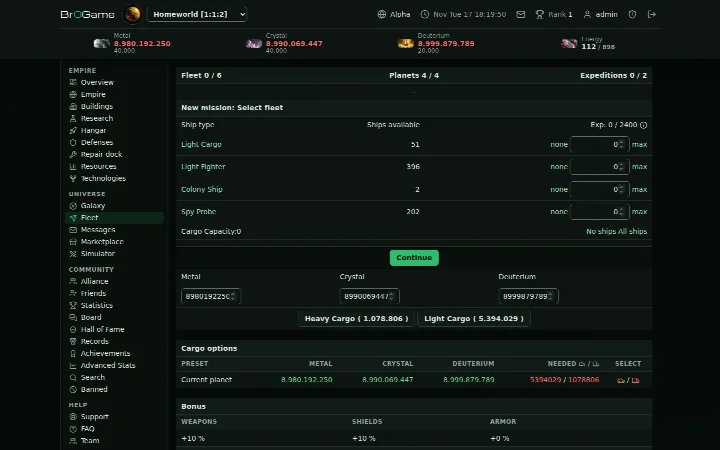 BrOGame
Homeworld [1:1:2]
Alpha
Nov Tue 17 18:19:50
Rank 1
admin
Metal
8.980.192.250
40.000
Crystal
8.990.069.447
40.000
Deuterium
8.999.879.789
20.000
Energy
112 / 898
EMPIRE
Overview
Empire
Buildings
Research
Hangar
Defenses
Repair dock
Resources
Technologies
UNIVERSE
Galaxy
Fleet
Messages
Marketplace
Simulator
COMMUNITY
Alliance
Friends
Statistics
Board
Hall of Fame
Records
Achievements
Advanced Stats
Search
Banned
HELP
Support
FAQ
Team
Fleet 0 / 6 Planets 4 / 4 Expeditions 0 / 2
-
New mission: Select fleet
Ship type Ships available Exp: 0 / 2400
Light Cargo 51 none 0 max
Light Fighter 396 none 0 max
Colony Ship 2 none 0 max
Spy Probe 202 none 0 max
Cargo Capacity:0 No ships All ships
Continue
Metal Crystal Deuterium
898019225 8990069447 8999879789
Heavy Cargo ( 1.078.806 ) Light Cargo ( 5.394.029 )
Cargo options
PRESET METAL CRYSTAL DEUTERIUM NEEDED / SELECT
Current planet 8.980.192.250 8.990.069.447 8.999.879.789 5394029 / 1078806 /
Bonus
WEAPONS SHIELDS ARMOR
+10 % +10 % +0 %